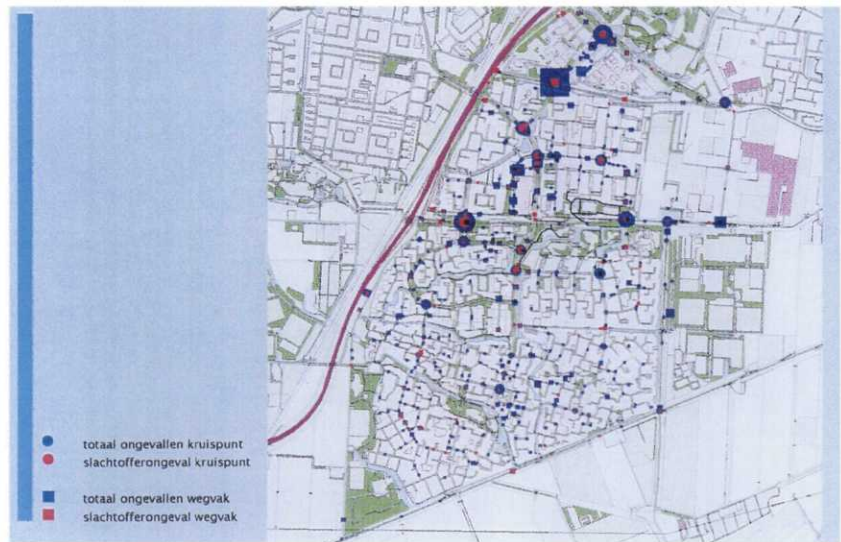 totaal ongevallen kruispunt
slachtofferongeval kruispunt
totaal ongevallen wegvak
slachtofferongeval wegvak